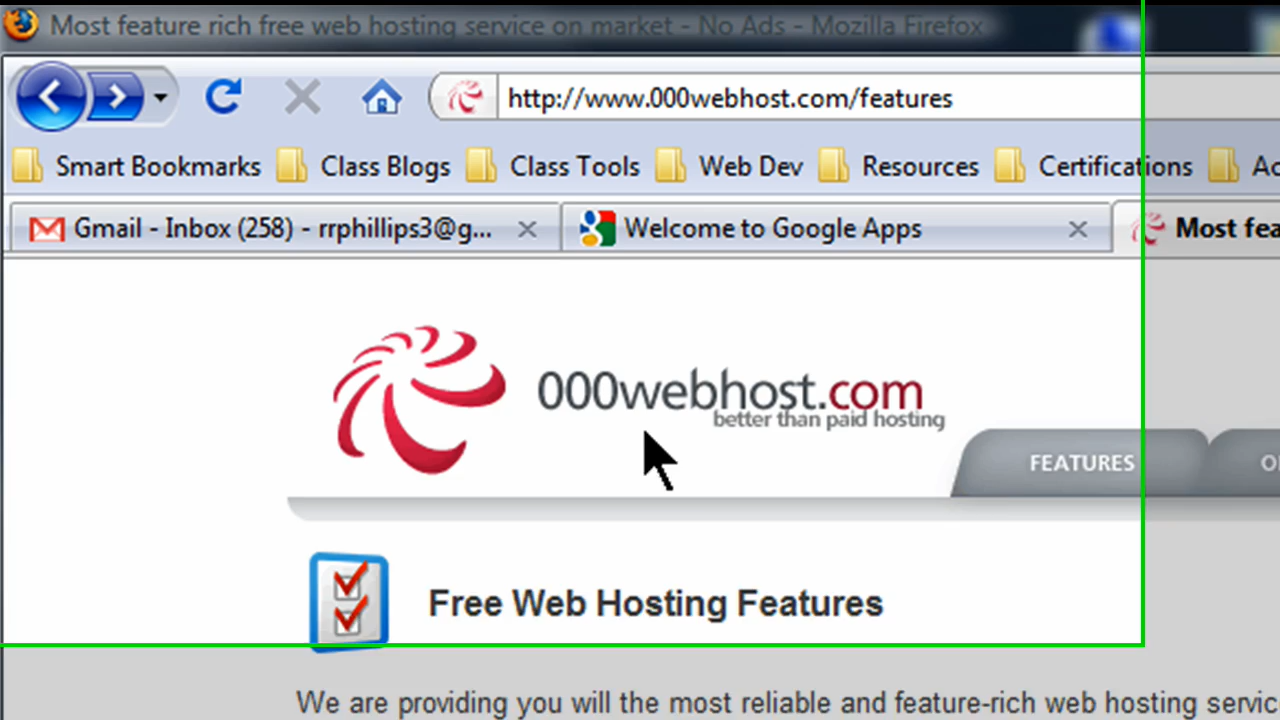 Most feature rich free web hosting service on market - No Ads - Mozilla Firefox
http://www.000webhost.com/features
Smart Bookmarks Class Blogs Class Tools Web Dev Resources Certifications
Gmail - Inbox (258) - rrphillips3@g... Welcome to Google Apps Most
000webhost.com
better than paid hosting
FEATURES
Free Web Hosting Features
We are providing you will the most reliable and feature-rich web hosting